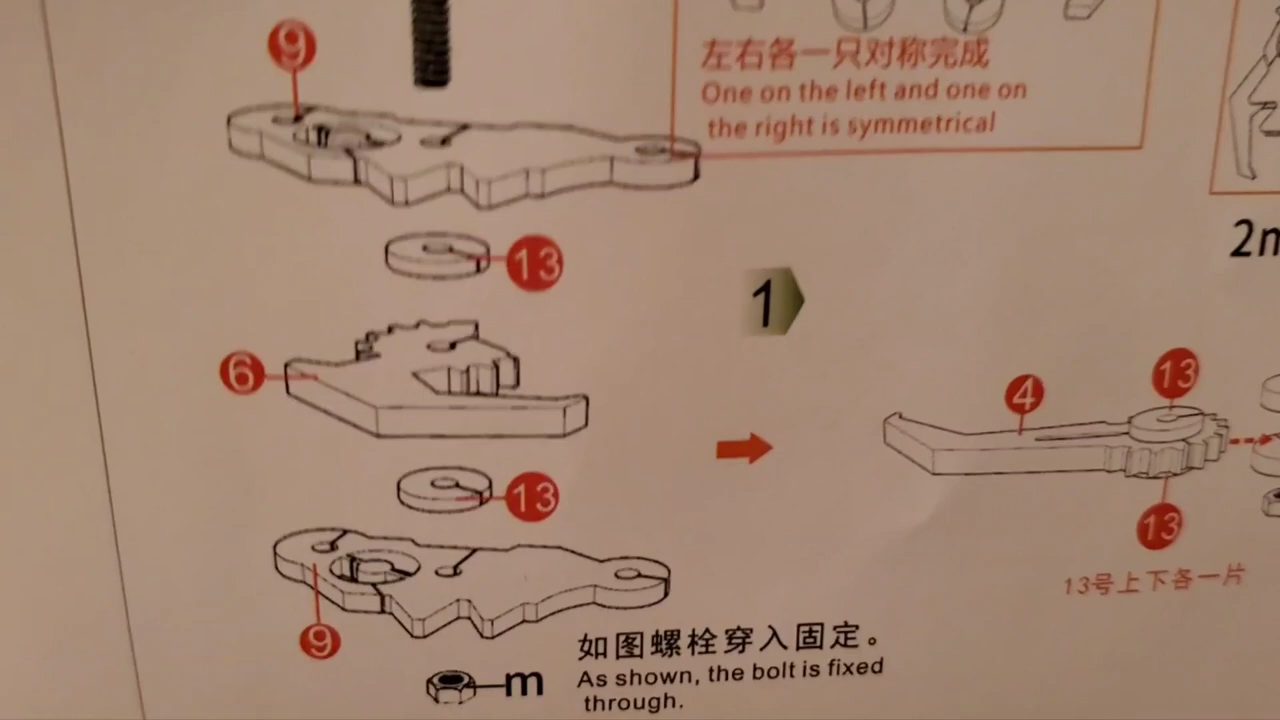 9
左右各一只对称完成
One on the left and one on
the right is symmetrical
13
6
1
4
13
13
13
9
13号上下各一片
m
如图螺栓穿入固定。
As shown, the bolt is fixed
through.